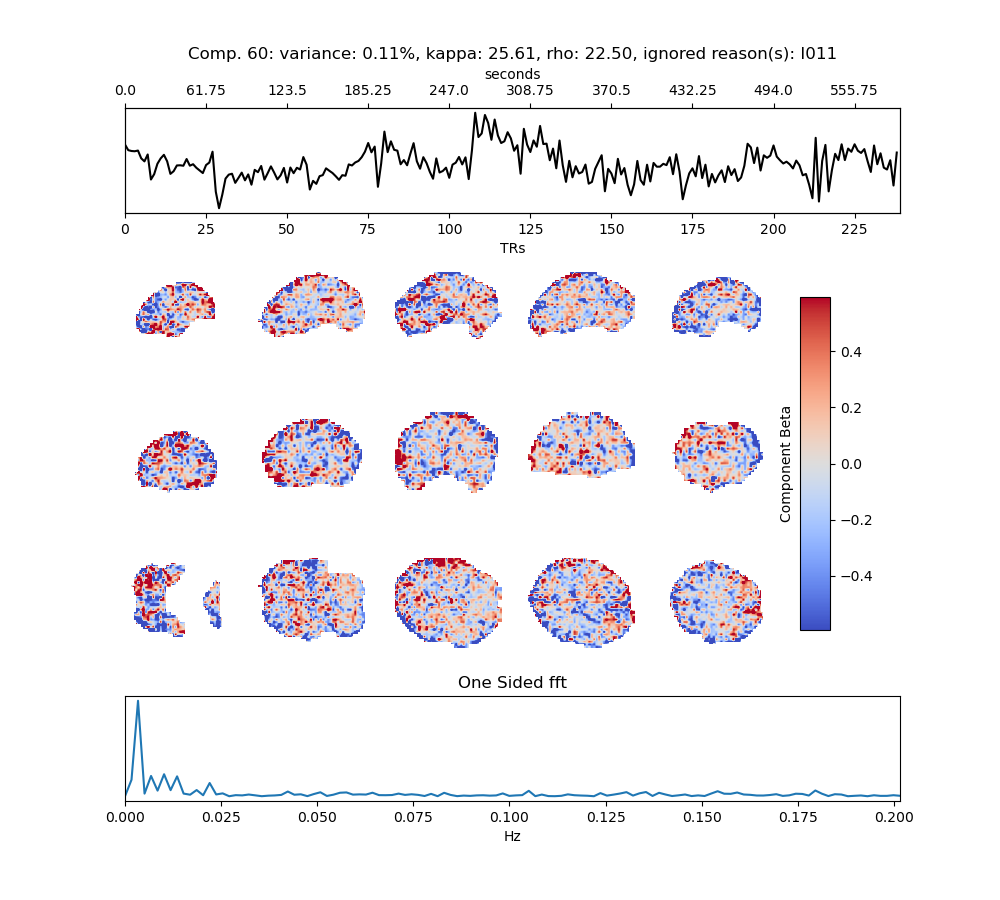 Comp. 60: variance: 0.11%, kappa: 25.61, rho: 22.50, ignored reason(s): I011
seconds
0.0 61.75 123.5 185.25 247.0 308.75 370.5 432.25 494.0 555.75
0 25 50 75 100 125 150 175 200 225
TRs
Component Beta
0.4
0.2
0.0
−0.2
−0.4
One Sided fft
0.000 0.025 0.050 0.075 0.100 0.125 0.150 0.175 0.200
Hz